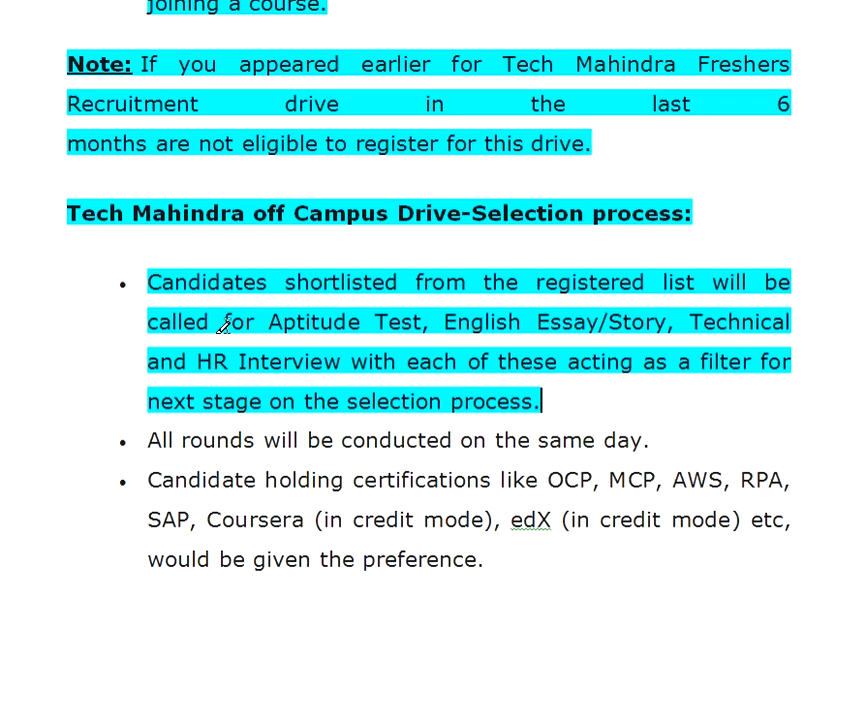 joining a course.
Note: If you appeared earlier for Tech Mahindra Freshers
Recruitment drive in the last 6
months are not eligible to register for this drive.
Tech Mahindra off Campus Drive-Selection process:
• Candidates shortlisted from the registered list will be
called for Aptitude Test, English Essay/Story, Technical
and HR Interview with each of these acting as a filter for
next stage on the selection process.
• All rounds will be conducted on the same day.
• Candidate holding certifications like OCP, MCP, AWS, RPA,
SAP, Coursera (in credit mode), edX (in credit mode) etc,
would be given the preference.